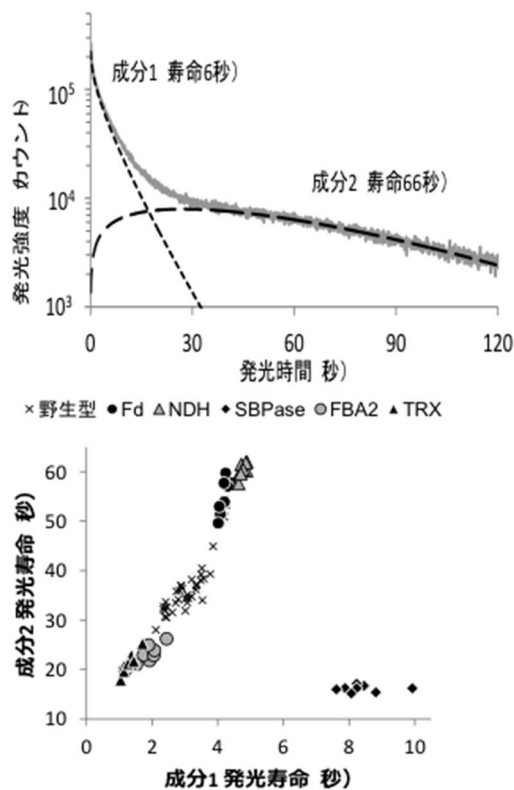 成分1 寿命6秒）
成分2 寿命66秒）
発光強度 カウント）
10⁵
10⁴
10³
0 30 60 90 120
発光時間 秒）
× 野生型 ● Fd ▲ NDH ◆ SBPase ● FBA2 ▲ TRX
成分2 発光寿命 秒）
60
50
40
30
20
10
0 2 4 6 8 10
成分1 発光寿命 秒）